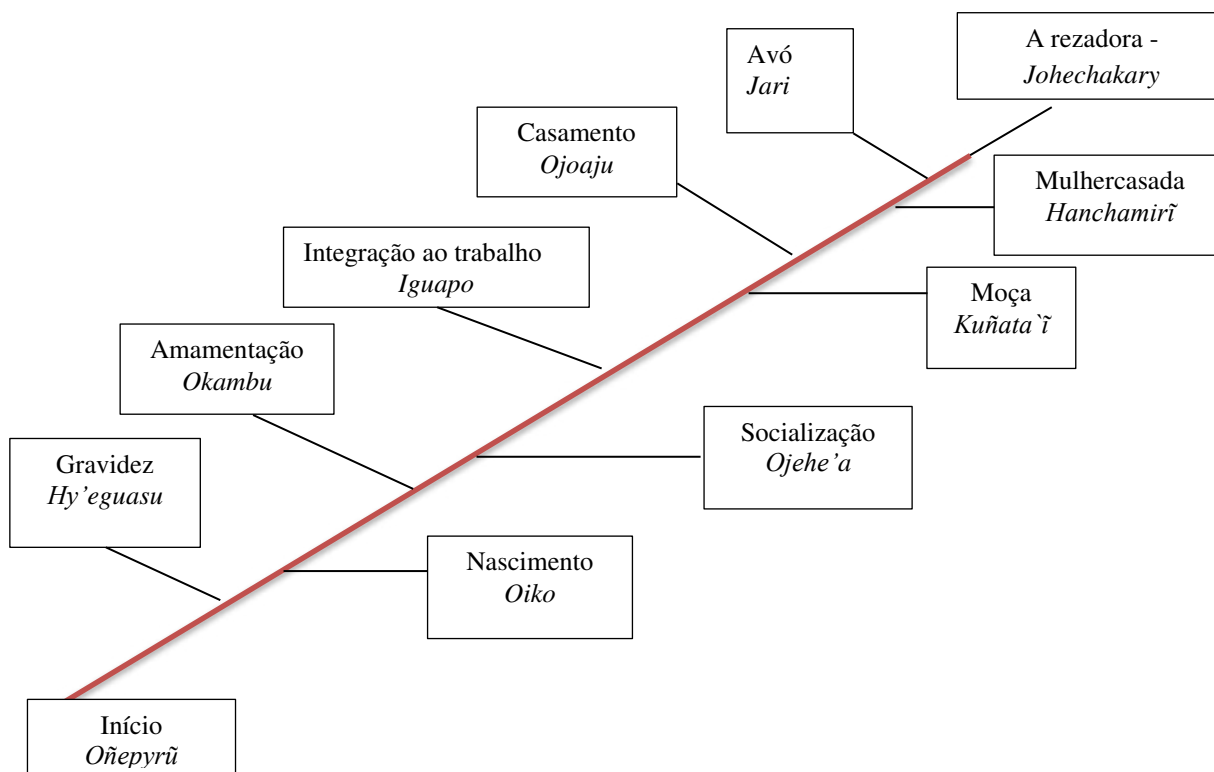 Avó
Jari
A rezadora -
Johechakary
Casamento
Ojoaju
Mulhercasada
Hanchamirĩ
Integração ao trabalho
Iguapo
Moça
Kuñata`ĩ
Amamentação
Okambu
Socialização
Ojehe’a
Gravidez
Hy’eguasu
Nascimento
Oiko
Início
Oñepyrũ